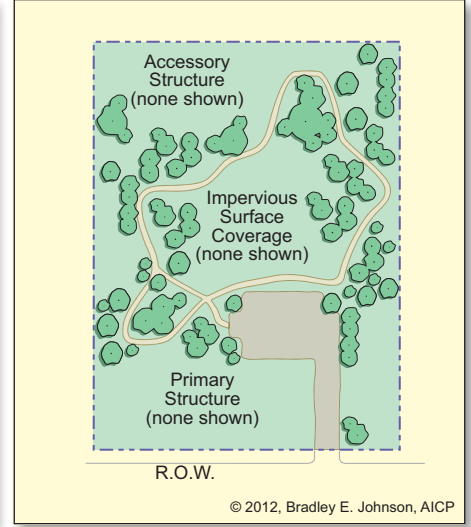 Accessory
Structure
(none shown)
Impervious
Surface
Coverage
(none shown)
Primary
Structure
(none shown)
R.O.W.
© 2012, Bradley E. Johnson, AICP